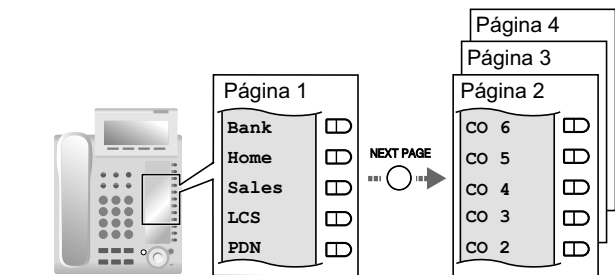 Página 4
Página 3
Página 1
Página 2
Bank
Home
Sales
LCS
PDN
NEXT PAGE
CO 6
CO 5
CO 4
CO 3
CO 2